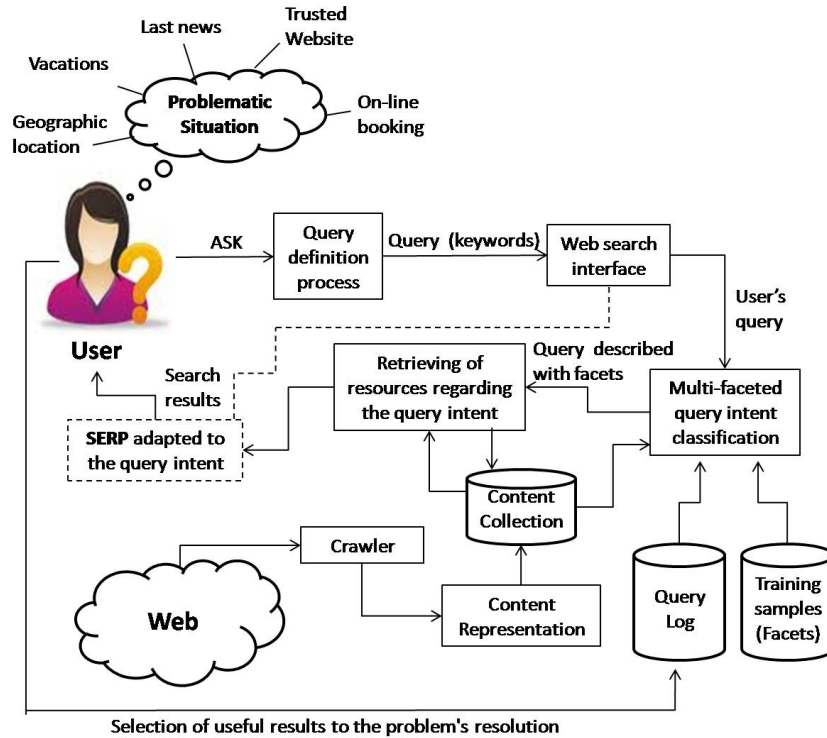 Last news
Trusted
Website
Vacations
Problematic
Situation
On-line
booking
Geographic
location
ASK
Query
definition
process
Query (keywords)
Web search
interface
User's
query
User
Search
results
Retrieving of
resources regarding
the query intent
Query described
with facets
Multi-faceted
query intent
classification
SERP adapted to
the query intent
Content
Collection
Crawler
Web
Content
Representation
Query
Log
Training
samples
(Facets)
Selection of useful results to the problem's resolution